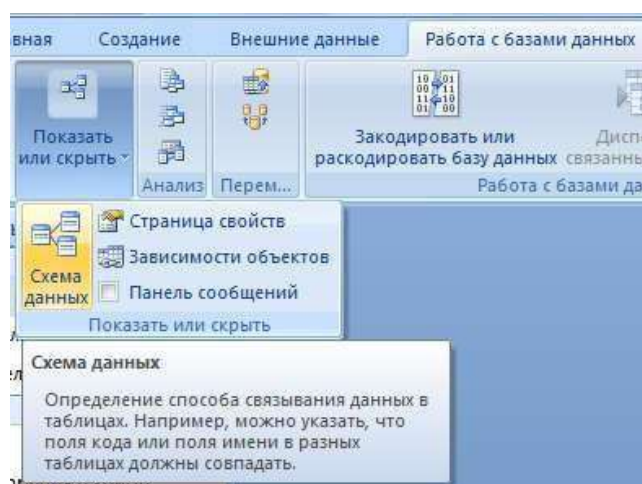 вная Создание Внешние данные Работа с базами данных
Показать
или скрыть
Анализ
Перем...
Закодировать или
раскодировать базу данных
связанны
Работа с базами да
Схема
данных
Страница свойств
Зависимости объектов
Панель сообщений
Показать или скрыть
Схема данных
Определение способа связывания данных в
таблицах. Например, можно указать, что
поля кода или поля имени в разных
таблицах должны совпадать.